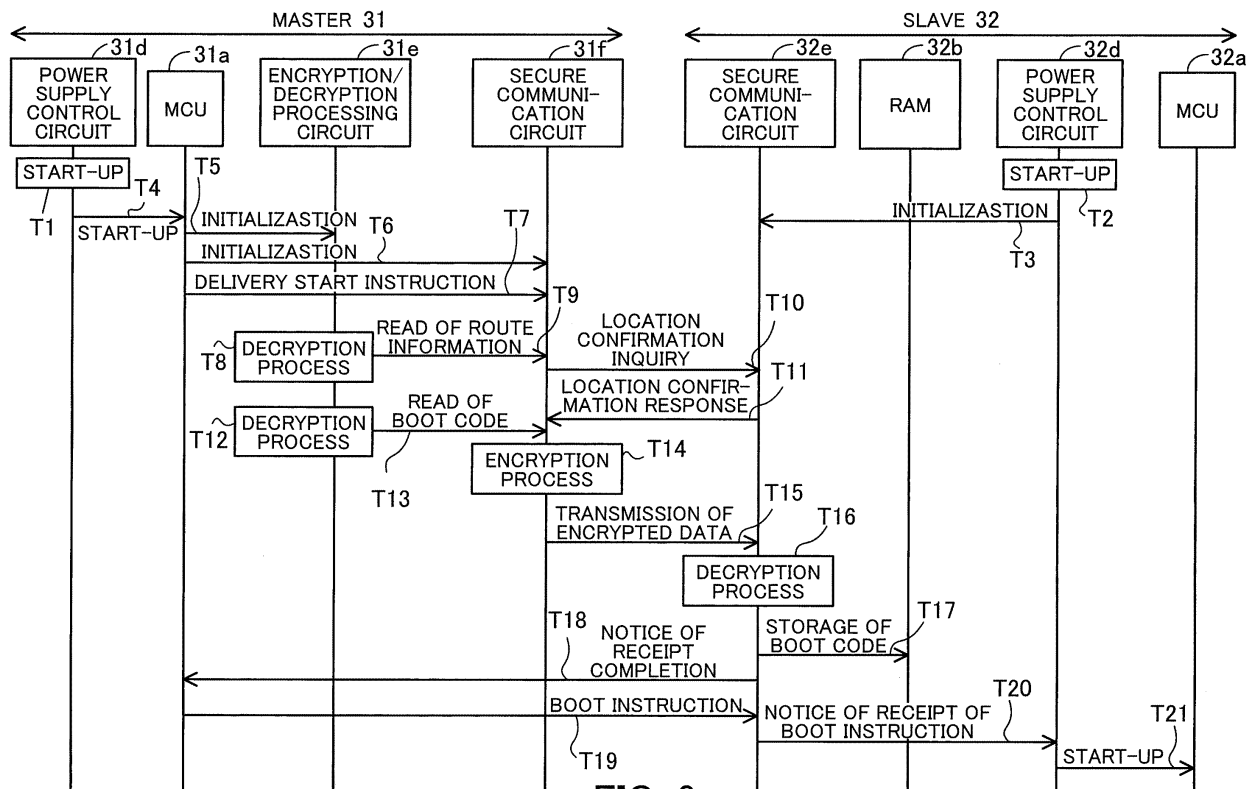 MASTER 31
SLAVE 32
31d
31a
31e
31f
32e
32b
32d
32a
POWER
SUPPLY
CONTROL
CIRCUIT
MCU
ENCRYPTION/
DECRYPTION
PROCESSING
CIRCUIT
SECURE
COMMUNI-
CATION
CIRCUIT
SECURE
COMMUNI-
CATION
CIRCUIT
RAM
POWER
SUPPLY
CONTROL
CIRCUIT
MCU
START-UP
T1
T4
START-UP
T5
INITIALIZASTION
T6
INITIALIZASTION
T7
DELIVERY START INSTRUCTION
START-UP
T2
INITIALIZASTION
T3
T8
DECRYPTION
PROCESS
READ OF ROUTE
INFORMATION
T9
LOCATION
CONFIRMATION
INQUIRY
T10
LOCATION CONFIR-
MATION RESPONSE
T11
T12
DECRYPTION
PROCESS
READ OF
BOOT CODE
T13
ENCRYPTION
PROCESS
T14
TRANSMISSION OF
ENCRYPTED DATA
T15
T16
DECRYPTION
PROCESS
STORAGE OF
BOOT CODE
T17
T18
NOTICE OF
RECEIPT
COMPLETION
BOOT INSTRUCTION
T19
NOTICE OF RECEIPT OF
BOOT INSTRUCTION
T20
START-UP
T21